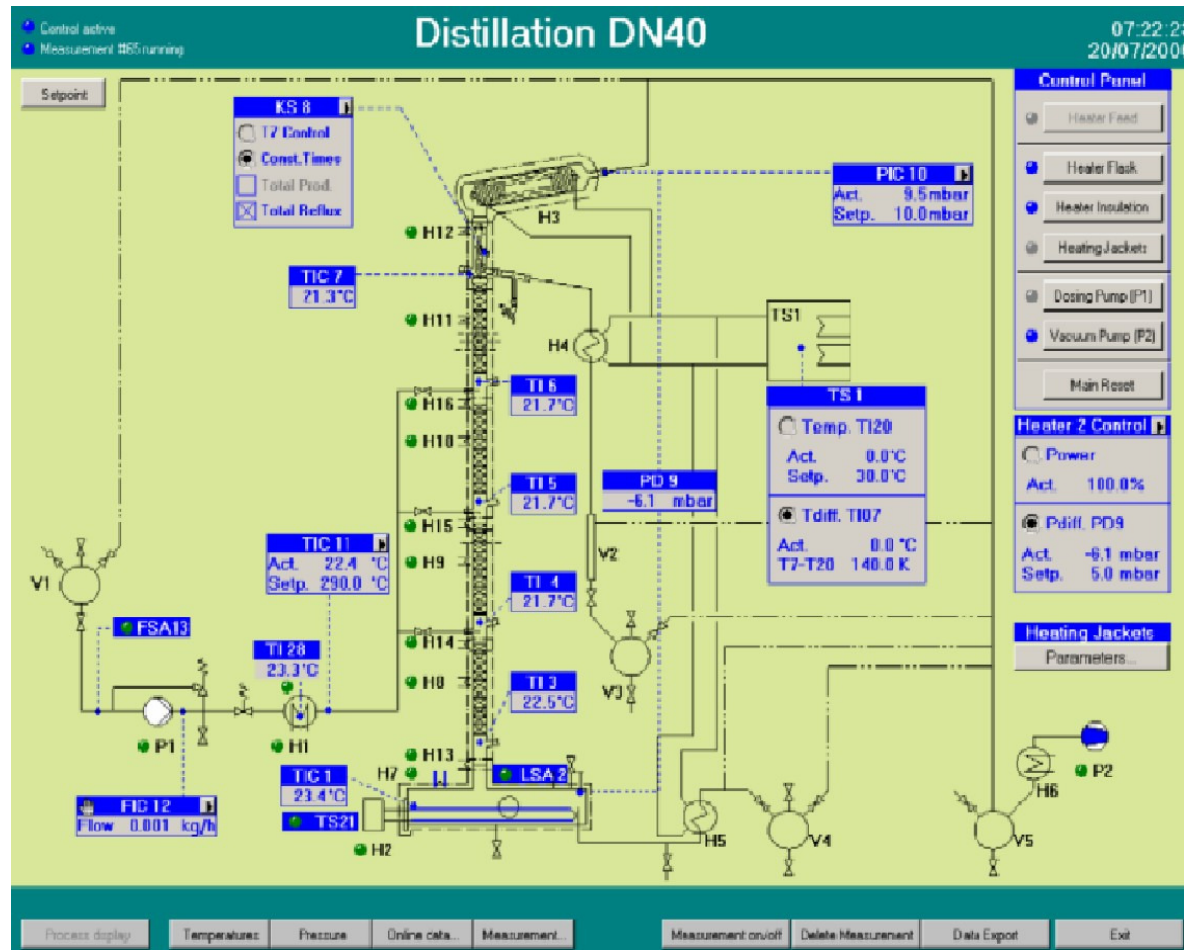 Control active
Measurement #65 running
Distillation DN40
07:22:2
20/07/200
Setpoint
KS 8
T7 Control
Const.Times
Total Prod.
Total Reflux
Control Panel
Heater Feed
Heater Flask
Heater Insulation
Heating Jackets
Dosing Pump (P1)
Vacuum Pump (P2)
Main Reset
PIC 10
Act. 9.5 mbar
Setp. 10.0 mbar
H3
H12
TIC 7
21.3°C
H11
H4
TS1
TI 6
21.7°C
H16
H10
TS 1
Temp. TI20
Act. 0.0°C
Setp. 30.0°C
Tdiff. TI07
Act. 0.0 °C
T7-T20 140.0 K
Heater 2 Control
Power
Act. 100.0%
Pdiff. PD9
Act. -6.1 mbar
Setp. 5.0 mbar
PD 9
-6.1 mbar
TI 5
21.7°C
H15
TIC 11
Act. 22.4 °C
Setp. 290.0 °C
H9
V2
V1
TI 4
21.7°C
FSA13
H14
Heating Jackets
Parameters...
TI 28
23.3°C
H8
TI 3
22.5°C
V3
P1
H1
H13
H7
LSA 2
TIC 1
23.4°C
TS21
H2
FIC 12
Flow 0.001 kg/h
H5
V4
V5
H6
P2
Process display
Temperatures
Pressure
Online data...
Measurement...
Measurement on/off
Delete Measurement
Data Export
Exit